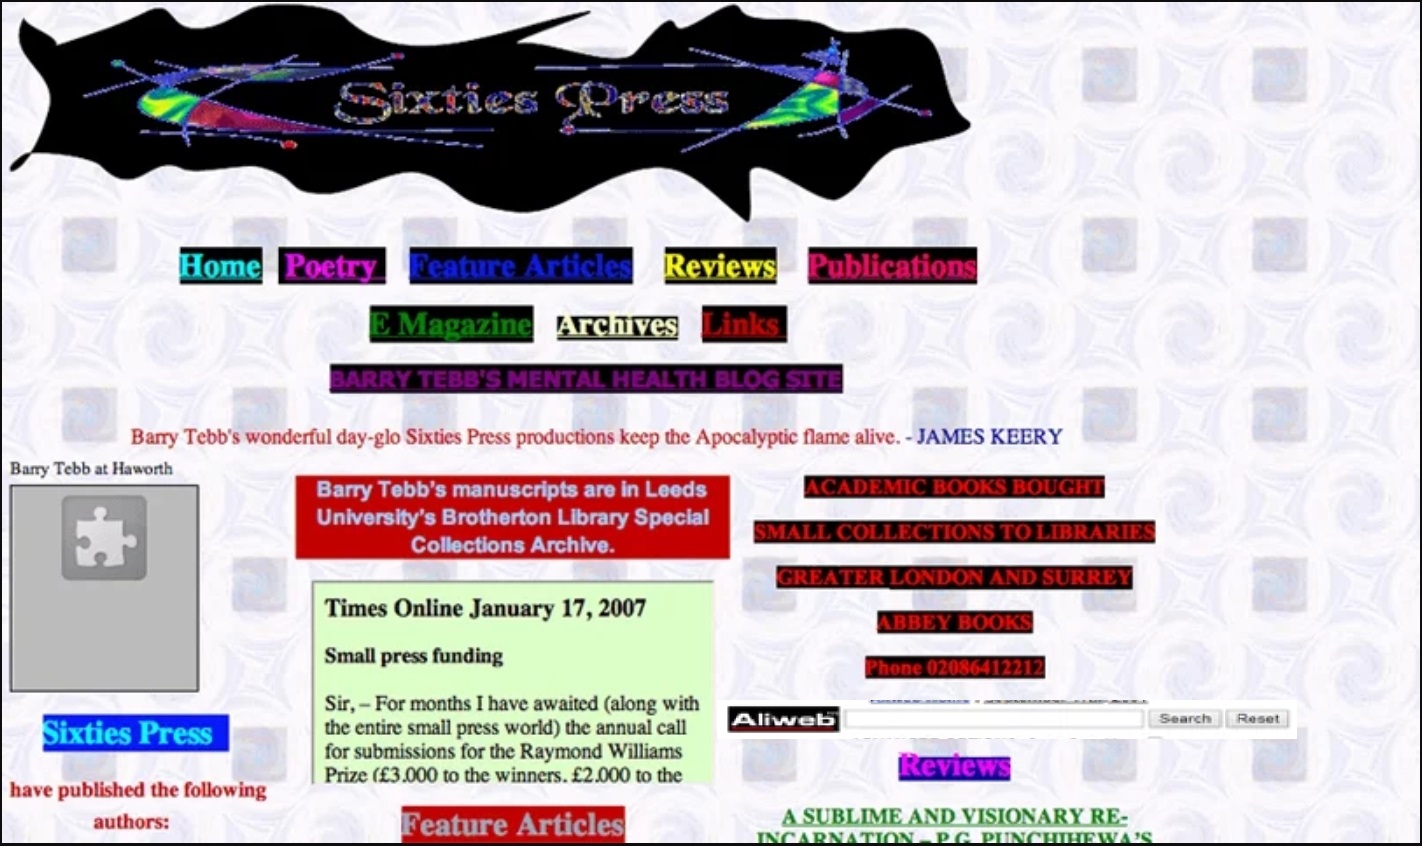 Sixties Press
Home Poetry Feature Articles Reviews Publications
E Magazine Archives Links
BARRY TEBB'S MENTAL HEALTH BLOG SITE
Barry Tebb's wonderful day-glo Sixties Press productions keep the Apocalyptic flame alive. - JAMES KEERY
Barry Tebb at Haworth
Sixties Press
have published the following
authors:
Barry Tebb's manuscripts are in Leeds
University's Brotherton Library Special
Collections Archive.
Times Online January 17, 2007
Small press funding
Sir, – For months I have awaited (along with
the entire small press world) the annual call
for submissions for the Raymond Williams
Prize (£3,000 to the winners, £2,000 to the
Feature Articles
ACADEMIC BOOKS BOUGHT
SMALL COLLECTIONS TO LIBRARIES
GREATER LONDON AND SURREY
ABBEY BOOKS
Phone 02086412212
Aliweb Search Reset
Reviews
A SUBLIME AND VISIONARY RE-
INCARNATION – P.G. PUNCHIHEWA'S